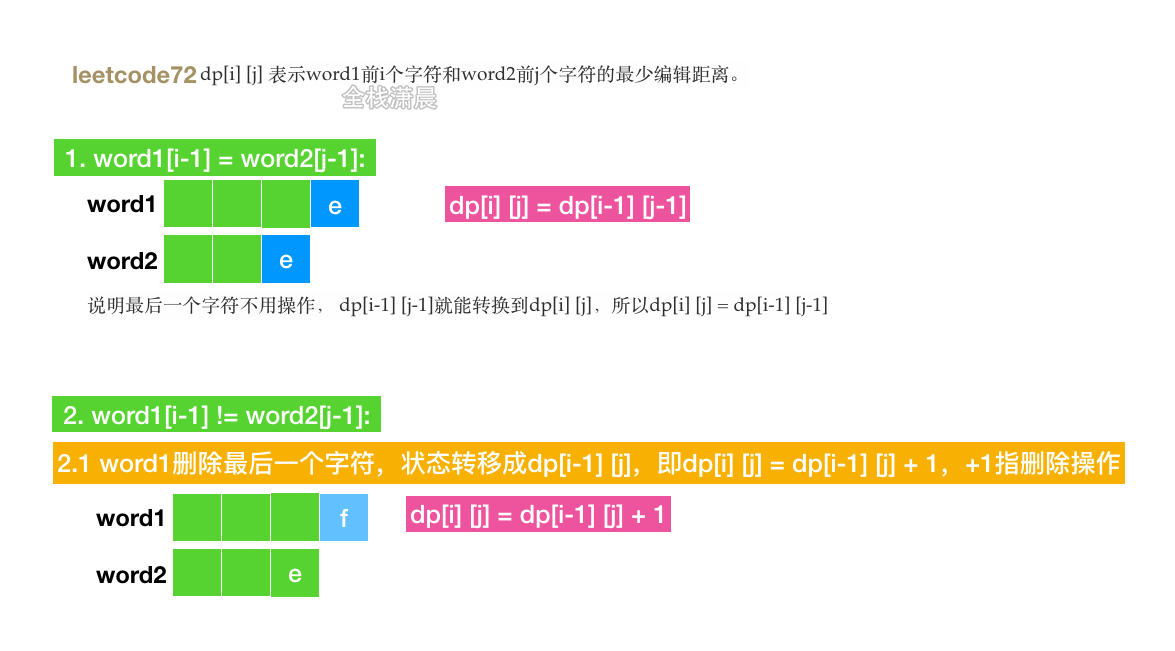 leetcode72 dp[i] [j] 表示word1前i个字符和word2前j个字符的最少编辑距离。
全栈潇晨
1. word1[i-1] = word2[j-1]:
word1 e dp[i] [j] = dp[i-1] [j-1]
word2 e
说明最后一个字符不用操作， dp[i-1] [j-1]就能转换到dp[i] [j]，所以dp[i] [j] = dp[i-1] [j-1]
2. word1[i-1] != word2[j-1]:
2.1 word1删除最后一个字符，状态转移成dp[i-1] [j]，即dp[i] [j] = dp[i-1] [j] + 1，+1指删除操作
word1 f dp[i] [j] = dp[i-1] [j] + 1
word2 e